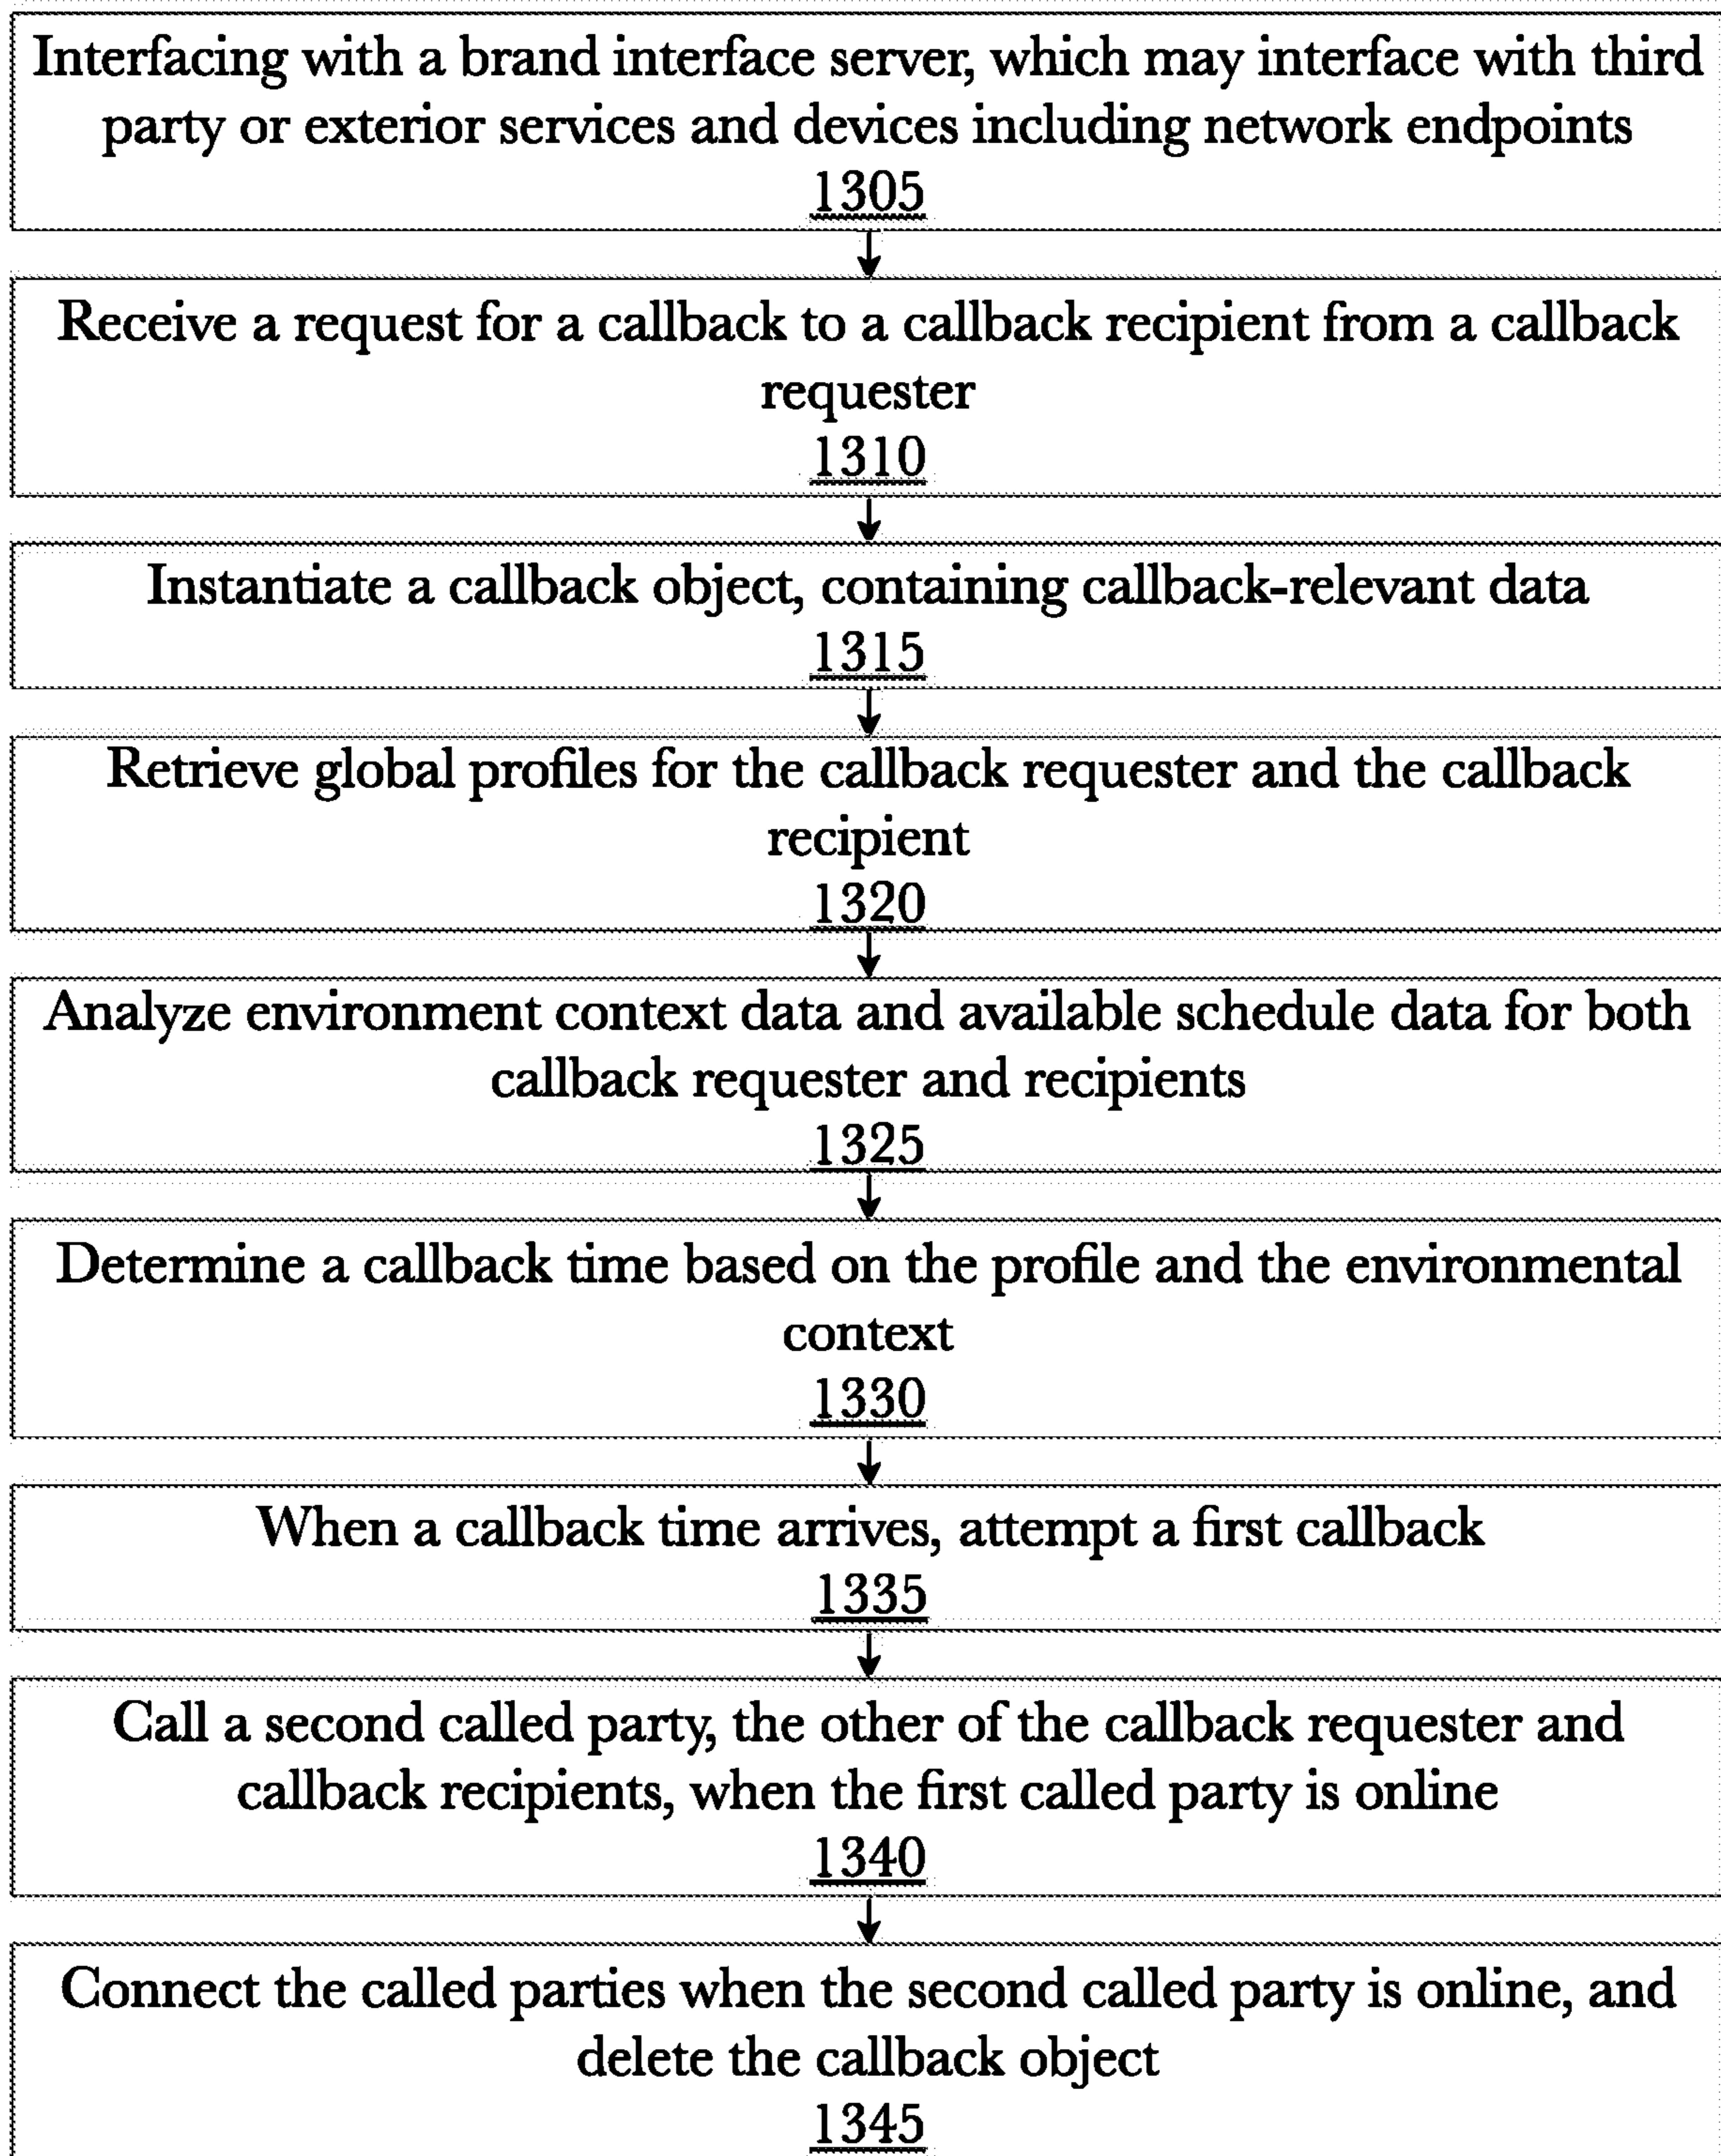 Interfacing with a brand interface server, which may interface with third
party or exterior services and devices including network endpoints
1305
Receive a request for a callback to a callback recipient from a callback
requester
1310
Instantiate a callback object, containing callback-relevant data
1315
Retrieve global profiles for the callback requester and the callback
recipient
1320
Analyze environment context data and available schedule data for both
callback requester and recipients
1325
Determine a callback time based on the profile and the environmental
context
1330
When a callback time arrives, attempt a first callback
1335
Call a second called party, the other of the callback requester and
callback recipients, when the first called party is online
1340
Connect the called parties when the second called party is online, and
delete the callback object
1345